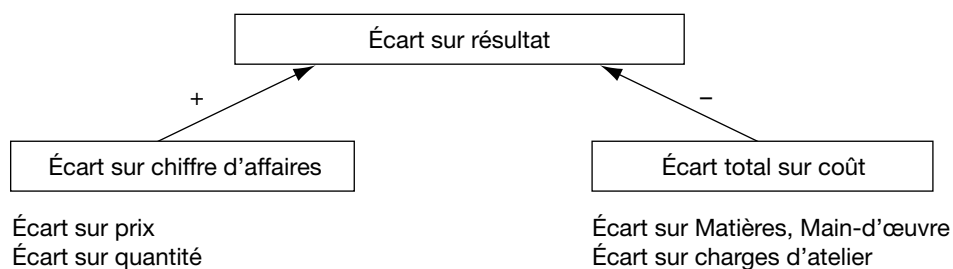 Écart sur résultat
+
–
Écart sur chiffre d'affaires
Écart total sur coût
Écart sur prix
Écart sur quantité
Écart sur Matières, Main-d'œuvre
Écart sur charges d'atelier